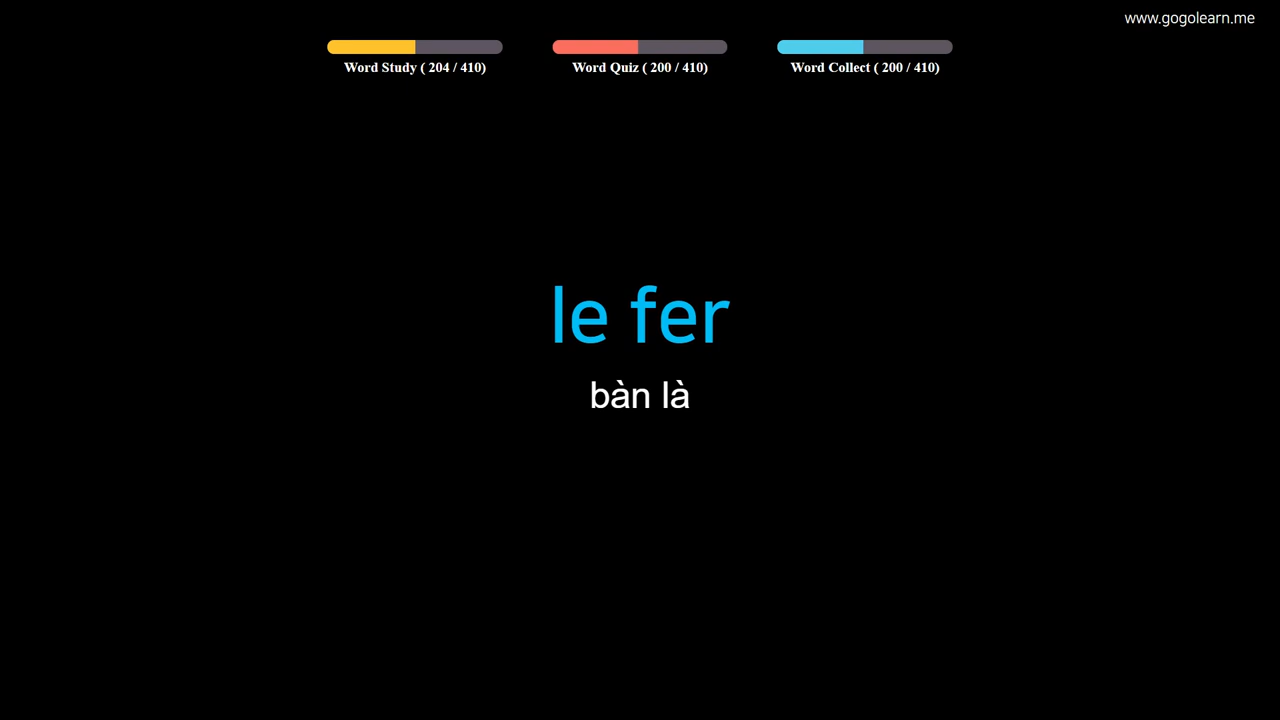 www.gogolearn.me
Word Study ( 204 / 410)
Word Quiz ( 200 / 410)
Word Collect ( 200 / 410)
le fer
bàn là